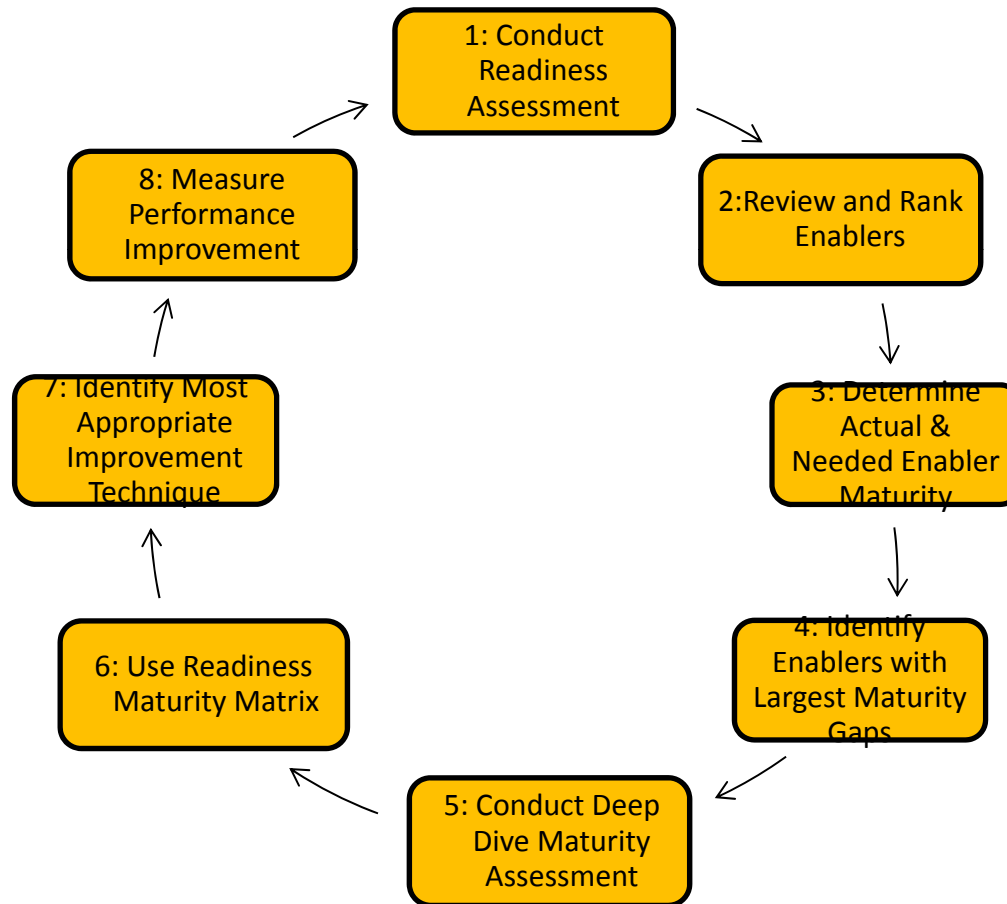 1: Conduct
Readiness
Assessment
2:Review and Rank
Enablers
3: Determine
Actual &
Needed Enabler
Maturity
4: Identify
Enablers with
Largest Maturity
Gaps
5: Conduct Deep
Dive Maturity
Assessment
6: Use Readiness
Maturity Matrix
7: Identify Most
Appropriate
Improvement
Technique
8: Measure
Performance
Improvement